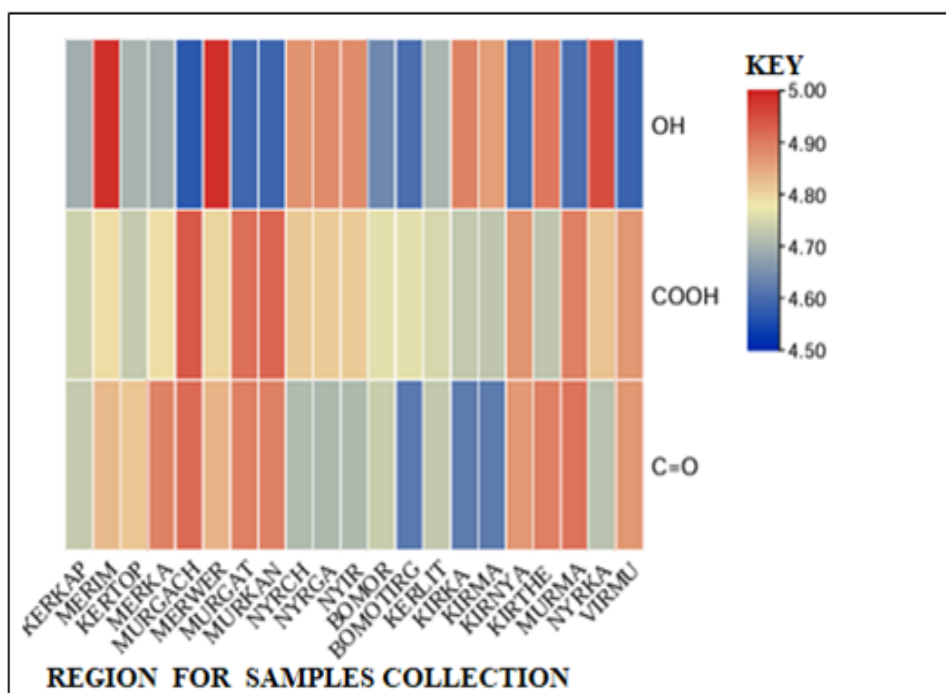 KEY
5.00
4.90
4.80
4.70
4.60
4.50
OH
COOH
C=O
KERKAP
MERIM
KERTOP
MERKA
MURGACH
MERWER
MURGAT
MURKAN
NYRCH
NYRGA
NYIR
BOMOR
BOMOTIRG
KERLIT
KIRKA
KIRMA
KIRNYA
KIRTHE
MURMA
NYRKA
VIRMU
REGION FOR SAMPLES COLLECTION